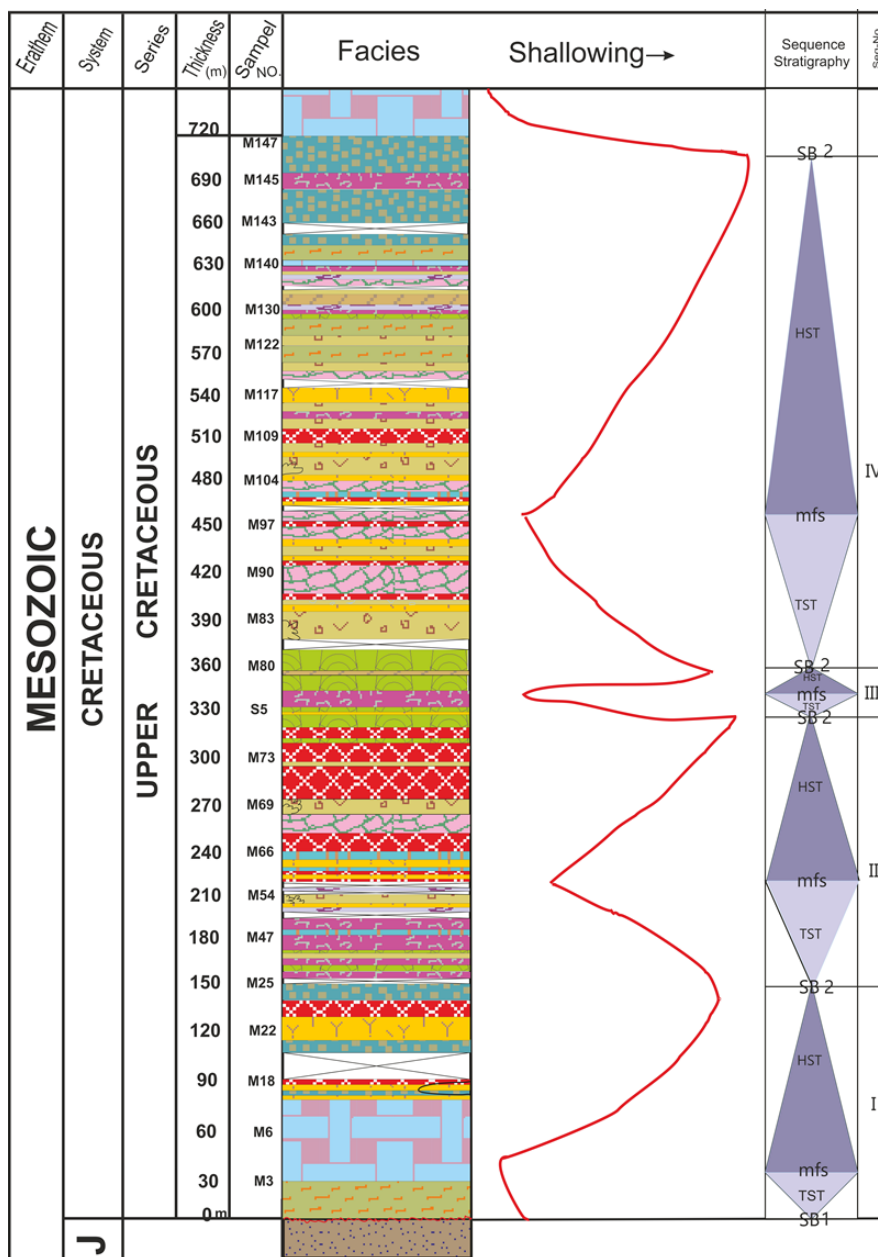 Erathem
System
Series
Thickness
(m)
Sampel
NO.
Facies
Shallowing→
Sequence
Stratigraphy
Seq-No
MESOZOIC
CRETACEOUS
UPPER CRETACEOUS
J
720
690
660
630
600
570
540
510
480
450
420
390
360
330
300
270
240
210
180
150
120
90
60
30
0 m
M147
M145
M143
M140
M130
M122
M117
M109
M104
M97
M90
M83
M80
S5
M73
M69
M66
M54
M47
M25
M22
M18
M6
M3
SB 2
HST
IV
mfs
TST
SB 2
HST
mfs
III
TST
SB 2
HST
II
mfs
TST
SB 2
HST
I
mfs
TST
SB1